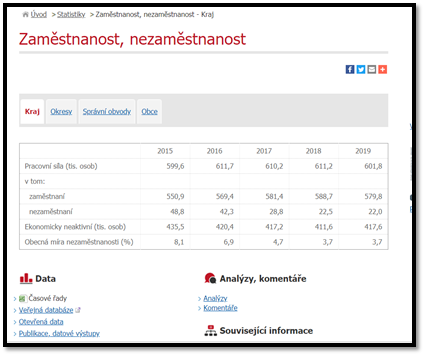 Úvod >Statistiky >Zaměstnanost, nezaměstnanost - Kraj
Zaměstnanost, nezaměstnanost
Kraj Okresy Správní obvody Obce
2015 2016 2017 2018 2019
Pracovní síla (tis. osob) 599,6 611,7 610,2 611,2 601,8
v tom:
zaměstnaní 550,9 569,4 581,4 588,7 579,8
nezaměstnaní 48,8 42,3 28,8 22,5 22,0
Ekonomicky neaktivní (tis. osob) 435,5 420,4 417,2 411,6 417,6
Obecná míra nezaměstnanosti (%) 8,1 6,9 4,7 3,7 3,7
Data
> Časové řady
> Veřejná databáze
> Otevřená data
> Publikace, datové výstupy
Analýzy, komentáře
> Analýzy
> Komentáře
Související informace